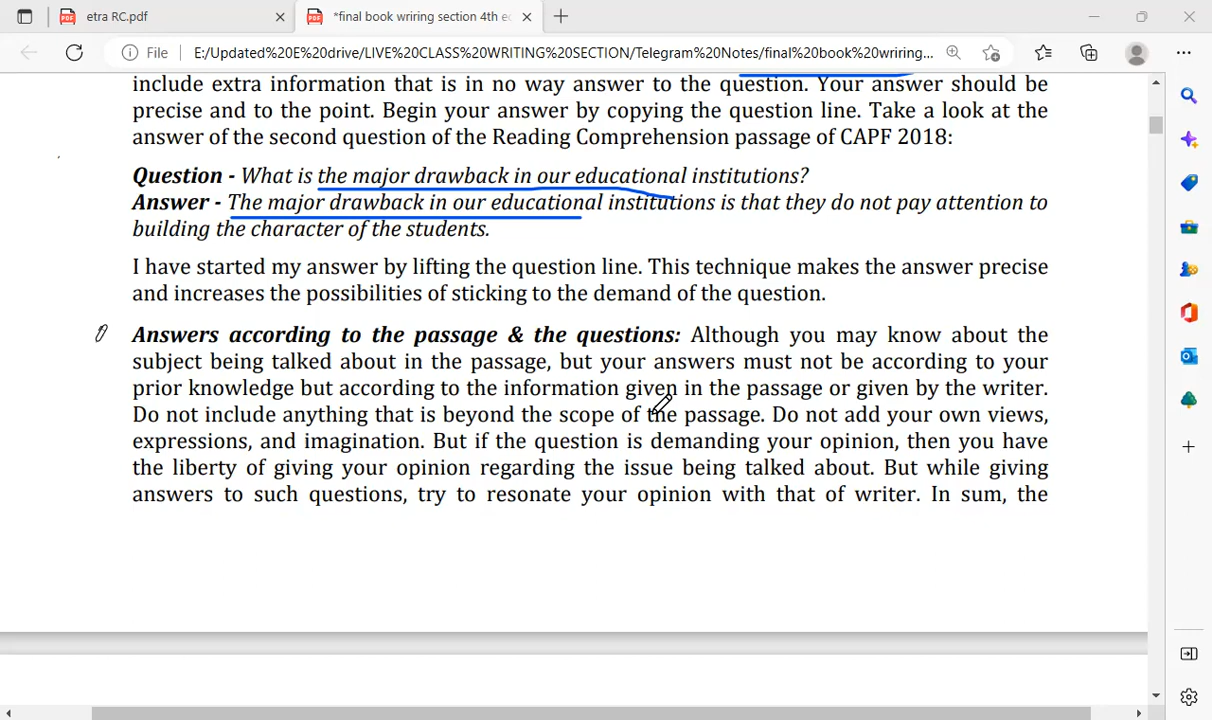 etra RC.pdf
*final book wriring section 4th ec
File
E:/Updated%20E%20drive/LIVE%20CLASS%20WRITING%20SECTION/Telegram%20Notes/final%20book%20wriring...
include extra information that is in no way answer to the question. Your answer should be
precise and to the point. Begin your answer by copying the question line. Take a look at the
answer of the second question of the Reading Comprehension passage of CAPF 2018:
Question - What is the major drawback in our educational institutions?
Answer - The major drawback in our educational institutions is that they do not pay attention to
building the character of the students.
I have started my answer by lifting the question line. This technique makes the answer precise
and increases the possibilities of sticking to the demand of the question.
Answers according to the passage & the questions: Although you may know about the
subject being talked about in the passage, but your answers must not be according to your
prior knowledge but according to the information given in the passage or given by the writer.
Do not include anything that is beyond the scope of the passage. Do not add your own views,
expressions, and imagination. But if the question is demanding your opinion, then you have
the liberty of giving your opinion regarding the issue being talked about. But while giving
answers to such questions, try to resonate your opinion with that of writer. In sum, the